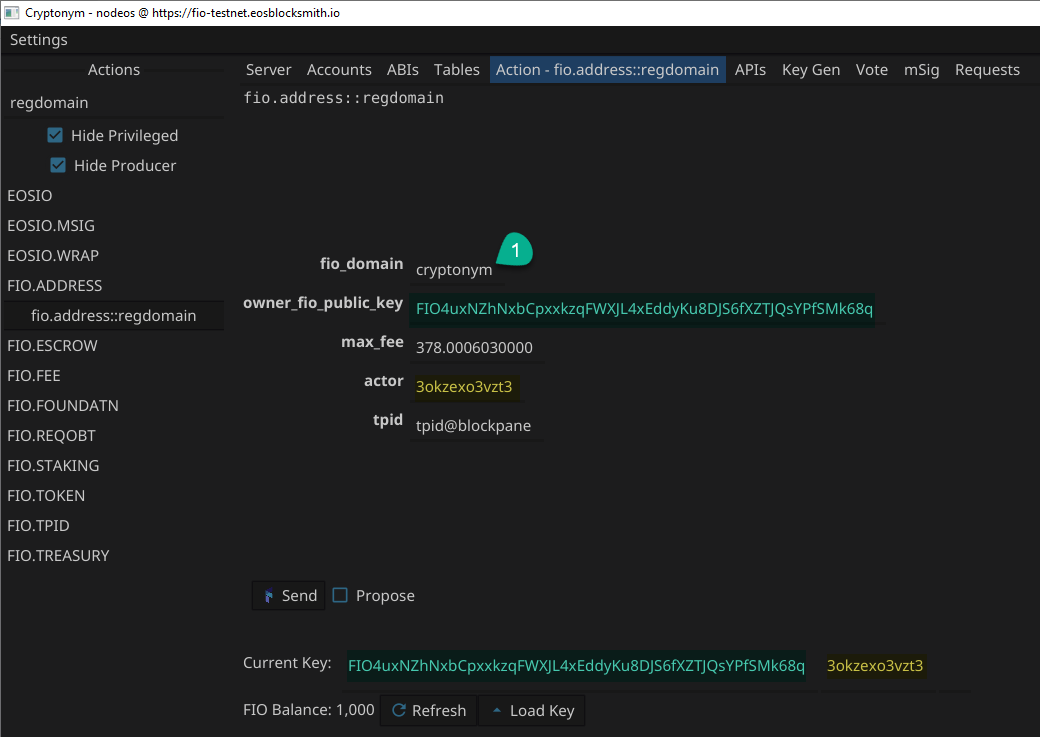 Cryptonym - nodeos @ https://fio-testnet.eosblocksmith.io
Settings
Actions
regdomain
Hide Privileged
Hide Producer
EOSIO
EOSIO.MSIG
EOSIO.WRAP
FIO.ADDRESS
fio.address::regdomain
FIO.ESCROW
FIO.FEE
FIO.FOUNDATN
FIO.REQOBT
FIO.STAKING
FIO.TOKEN
FIO.TPID
FIO.TREASURY
Server Accounts ABIs Tables Action - fio.address::regdomain APIs Key Gen Vote mSig Requests
fio.address::regdomain
1
fio_domain cryptonym
owner_fio_public_key FIO4uxNZhNxbCpxxkzqFWXJL4xEddyKu8DJS6fXZTJQsYPfSMk68q
max_fee 378.0006030000
actor 3okzexo3vzt3
tpid tpid@blockpane
Send Propose
Current Key: FIO4uxNZhNxbCpxxkzqFWXJL4xEddyKu8DJS6fXZTJQsYPfSMk68q 3okzexo3vzt3
FIO Balance: 1,000 Refresh Load Key